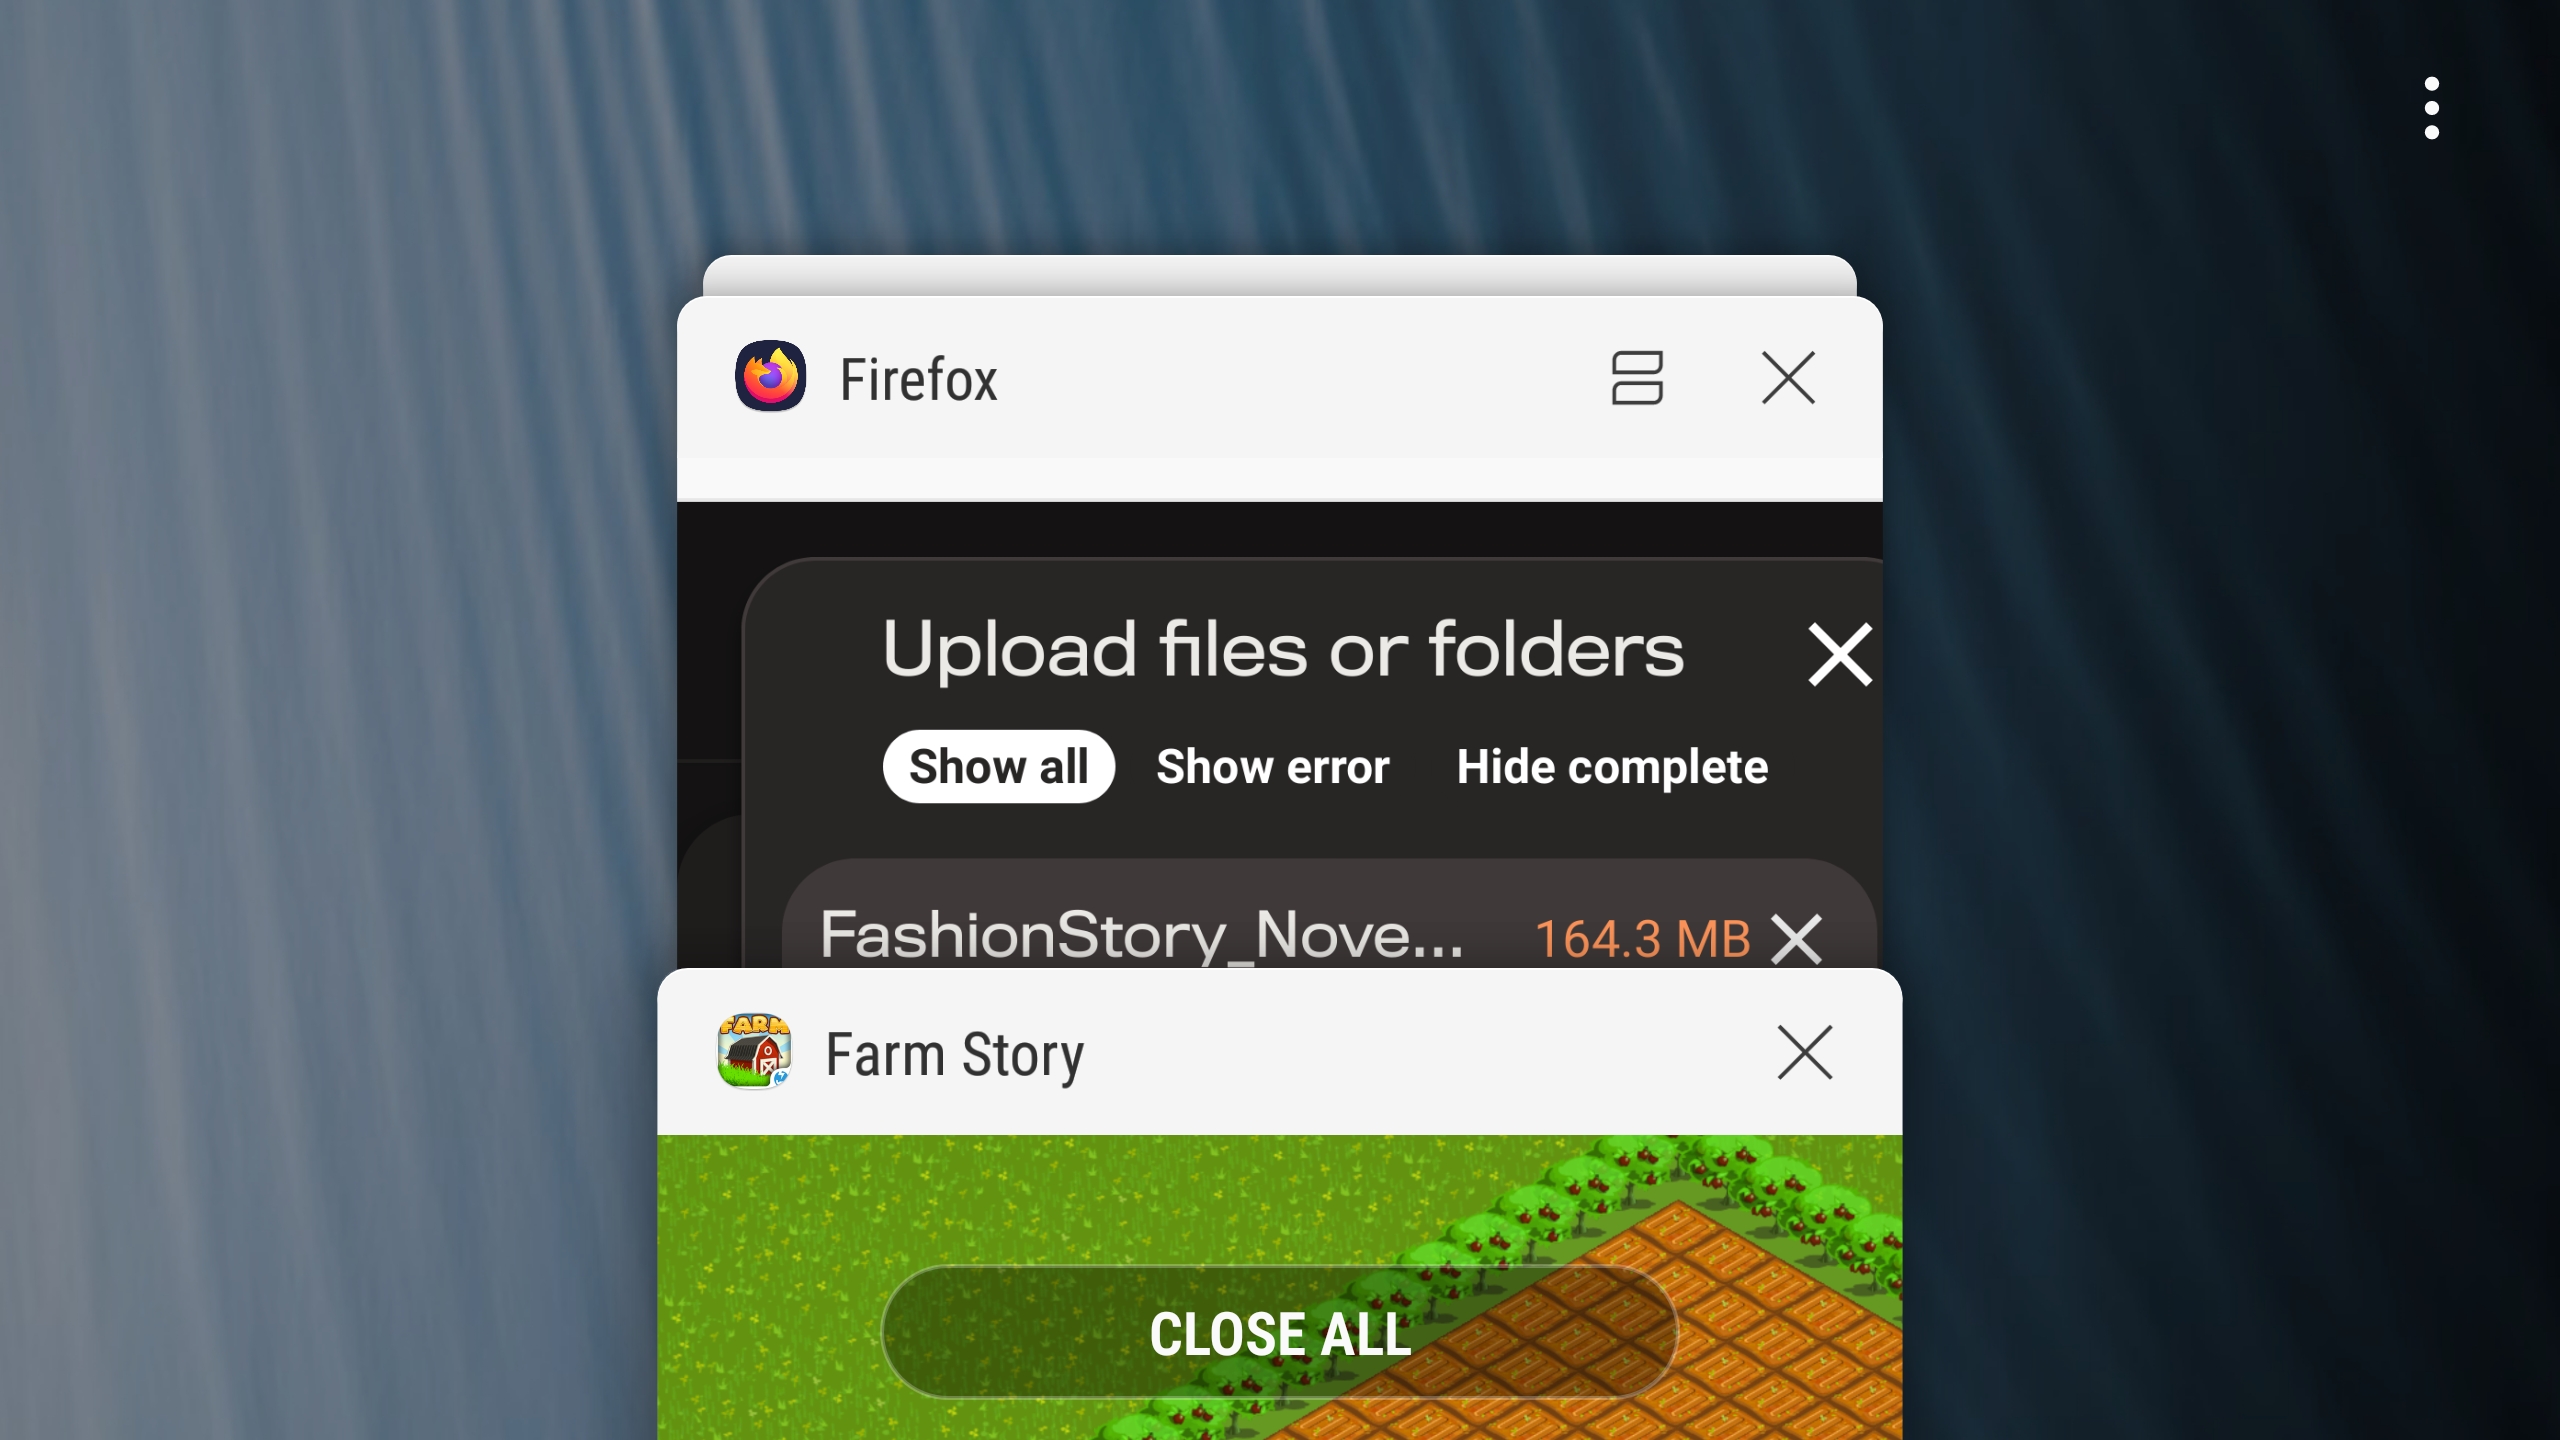 Firefox
Upload files or folders
Show all Show error Hide complete
FashionStory_Nove... 164.3 MB
FARM
Farm Story
CLOSE ALL